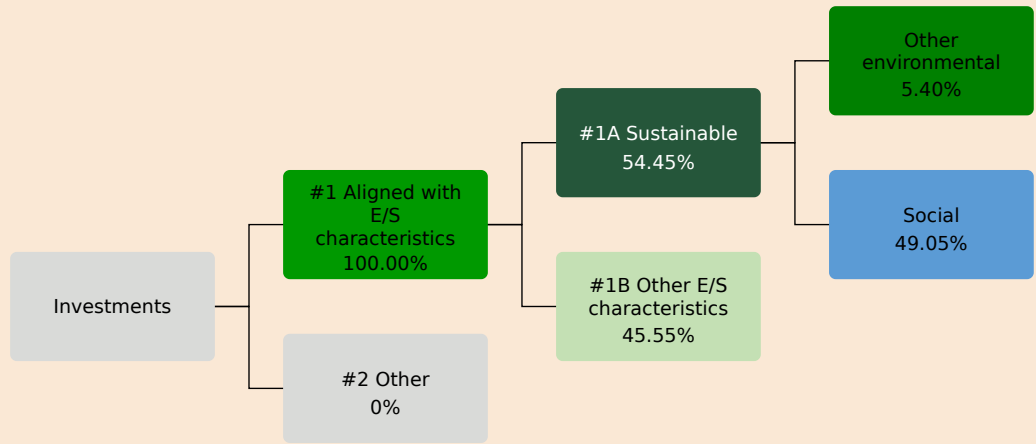 Investments
#1 Aligned with
E/S
characteristics
100.00%
#2 Other
0%
#1A Sustainable
54.45%
#1B Other E/S
characteristics
45.55%
Other
environmental
5.40%
Social
49.05%